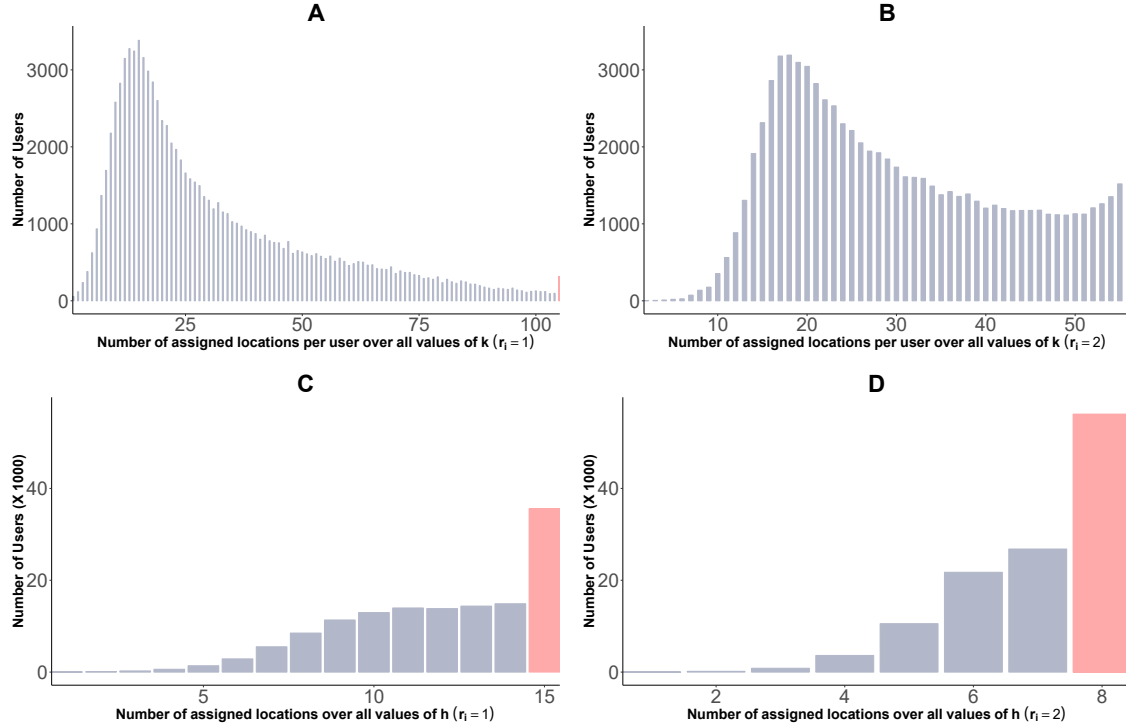 A
Number of Users
3000
2000
1000
0
25
50
75
100
Number of assigned locations per user over all values of k (rᵢ = 1)
B
Number of Users
3000
2000
1000
0
10
20
30
40
50
Number of assigned locations per user over all values of k (rᵢ = 2)
C
Number of Users (X 1000)
40
20
0
5
10
15
Number of assigned locations over all values of h (rᵢ = 1)
D
Number of Users (X 1000)
40
20
0
2
4
6
8
Number of assigned locations over all values of h (rᵢ = 2)